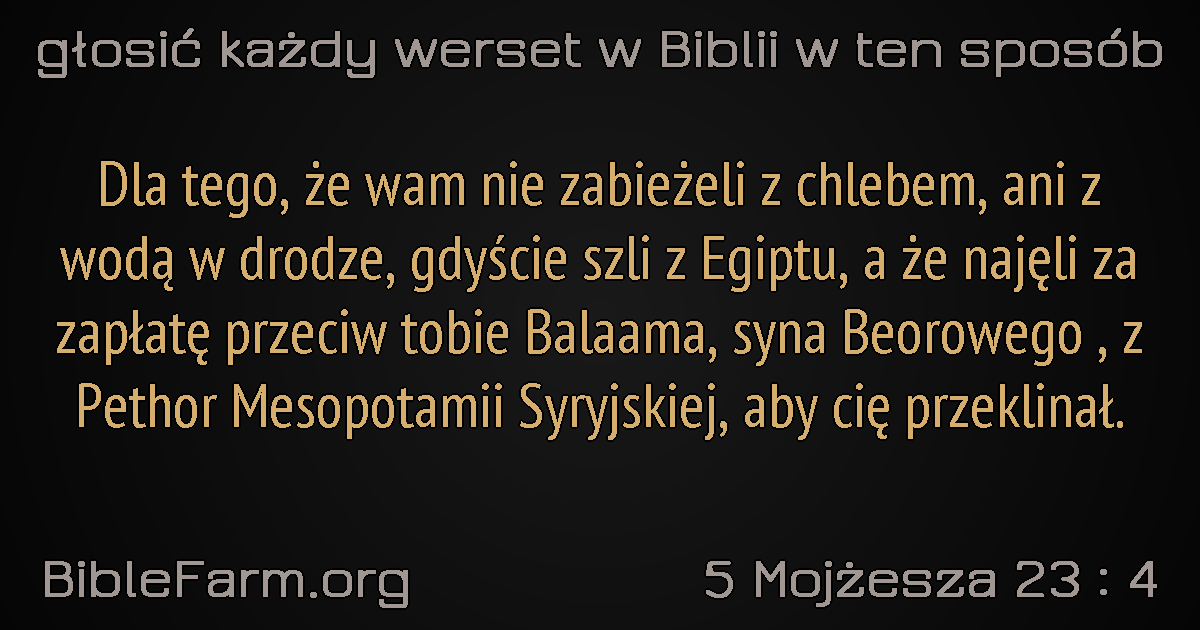 głosić każdy werset w Biblii w ten sposób
Dla tego, że wam nie zabieżeli z chlebem, ani z
wodą w drodze, gdyście szli z Egiptu, a że najęli za
zapłatę przeciw tobie Balaama, syna Beorowego , z
Pethor Mesopotamii Syryjskiej, aby cię przeklinał.
BibleFarm.org
5 Mojżesza 23 : 4